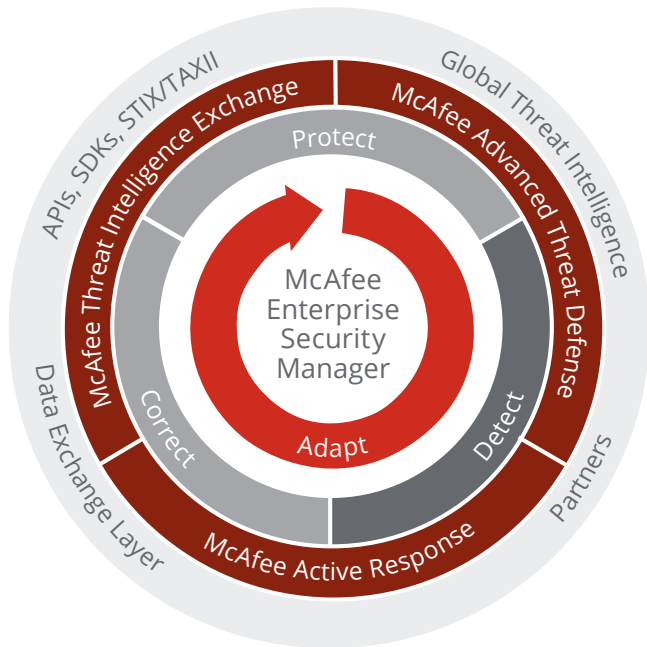 APIs, SDKs, STIX/TAXII
Global Threat Intelligence
McAfee Threat Intelligence Exchange
McAfee Advanced Threat Defense
Protect
McAfee
Enterprise
Security
Manager
Adapt
Correct
Detect
Data Exchange Layer
Partners
McAfee Active Response